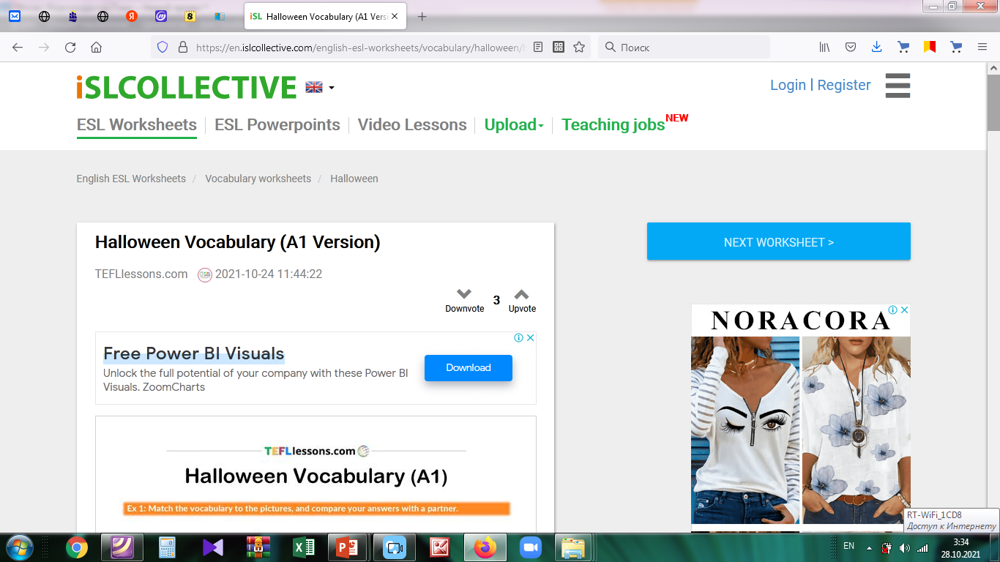 iSL Halloween Vocabulary (A1 Versi
https://en.islcollective.com/english-esl-worksheets/vocabulary/halloween/
Поиск
iSLCOLLECTIVE
Login | Register
ESL Worksheets
ESL Powerpoints
Video Lessons
Upload
Teaching jobs NEW
English ESL Worksheets / Vocabulary worksheets / Halloween
Halloween Vocabulary (A1 Version)
NEXT WORKSHEET >
TEFLlessons.com 2021-10-24 11:44:22
3
Downvote
Upvote
NORACORA
Free Power BI Visuals
Unlock the full potential of your company with these Power BI
Visuals. ZoomCharts
Download
TEFLlessons.com
Halloween Vocabulary (A1)
Ex 1: Match the vocabulary to the pictures, and compare your answers with a partner.
RT-WiFi_1CD8
Доступ к Интернету
EN
3:34
28.10.2021